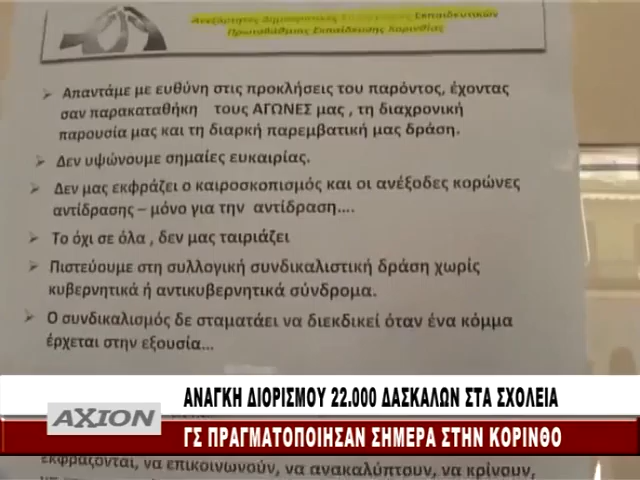 Ανεξάρτητος Δημοκρατικός Εκπαιδευτικών
Πρωτοβάθμιας Εκπαίδευσης Κορινθίας
➢ Απαντάμε με ευθύνη στις προκλήσεις του παρόντος, έχοντας
σαν παρακαταθήκη τους ΑΓΩΝΕΣ μας , τη διαχρονική
παρουσία μας και τη διαρκή παρεμβατική μας δράση.
➢ Δεν υψώνουμε σημαίες ευκαιρίας.
➢ Δεν μας εκφράζει ο καιροσκοπισμός και οι ανέξοδες κορώνες
αντίδρασης – μόνο για την αντίδραση....
➢ Το όχι σε όλα , δεν μας ταιριάζει
➢ Πιστεύουμε στη συλλογική συνδικαλιστική δράση χωρίς
κυβερνητικά ή αντικυβερνητικά σύνδρομα.
➢ Ο συνδικαλισμός δε σταματάει να διεκδικεί όταν ένα κόμμα
έρχεται στην εξουσία...
ΑΝΑΓΚΗ ΔΙΟΡΙΣΜΟΥ 22.000 ΔΑΣΚΑΛΩΝ ΣΤΑ ΣΧΟΛΕΙΑ
AXION
ΓΣ ΠΡΑΓΜΑΤΟΠΟΙΗΣΑΝ ΣΗΜΕΡΑ ΣΤΗΝ ΚΟΡΙΝΘΟ
εκφράζονται, να επικοινωνούν, να ανακαλύπτουν, να κρίνουν,